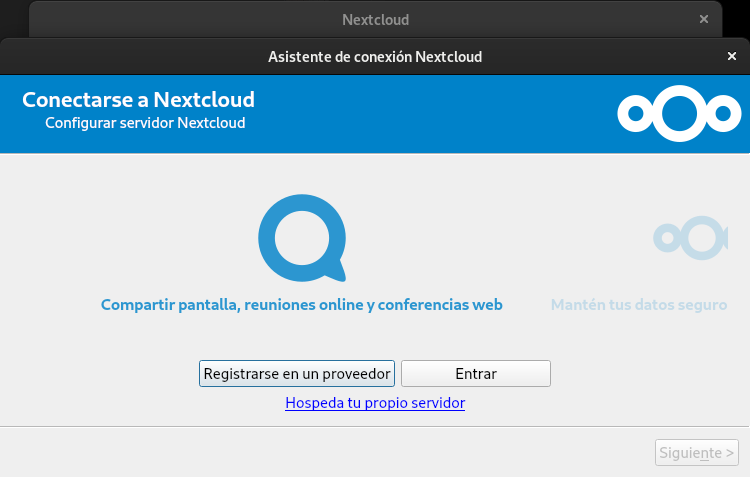 Nextcloud
Asistente de conexión Nextcloud
Conectarse a Nextcloud
Configurar servidor Nextcloud
Compartir pantalla, reuniones online y conferencias web
Mantén tus datos seguro
Registrarse en un proveedor
Entrar
Hospeda tu propio servidor
Siguiente >